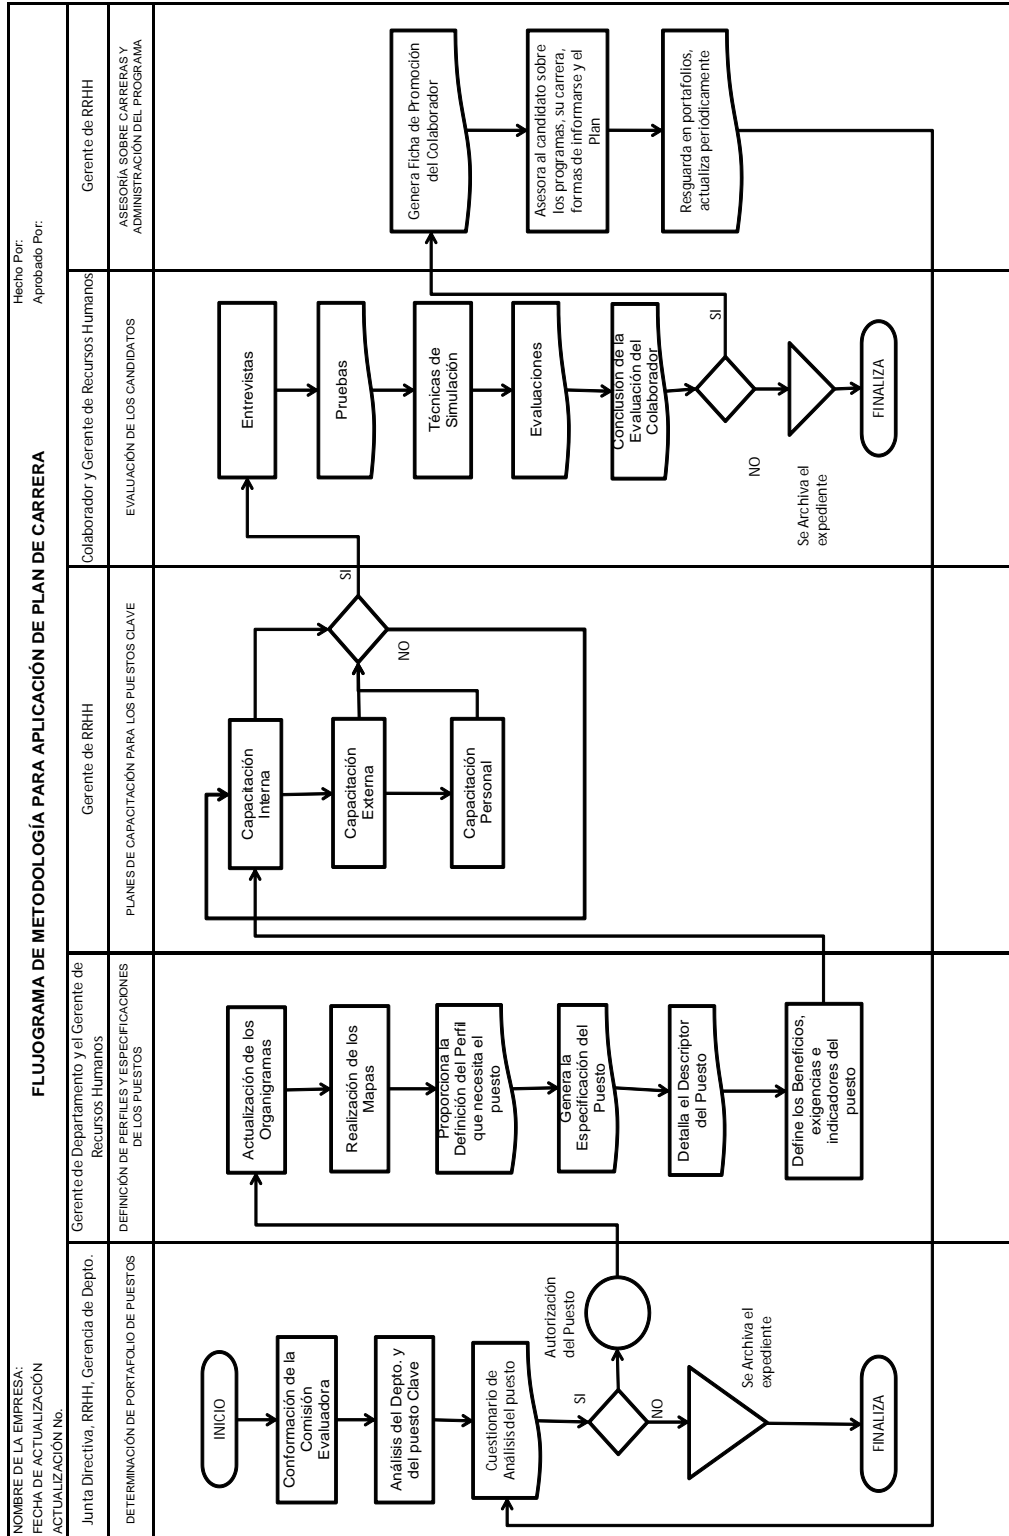 FLUJOGRAMA DE METODOLOGÍA PARA APLICACIÓN DE PLAN DE CARRERA
NOMBRE DE LA EMPRESA:
FECHA DE ACTUALIZACIÓN
ACTUALIZACIÓN No.
Hecho Por:
Aprobado Por:
Junta Directiva, RRHH, Gerencia de Depto.
Gerente de Departamento y el Gerente de
Recursos Humanos
Gerente de RRHH
Colaborador y Gerente de Recursos Humanos
Gerente de RRHH
DETERMINACIÓN DE PORTAFOLIO DE PUESTOS
DEFINICIÓN DE PERFILES Y ESPECIFICACIONES
DE LOS PUESTOS
PLANES DE CAPACITACIÓN PARA LOS PUESTOS CLAVE
EVALUACIÓN DE LOS CANDIDATOS
ASESORÍA SOBRE CARRERAS Y
ADMINISTRACIÓN DEL PROGRAMA
INICIO
Conformación de la
Comisión
Evaluadora
Análisis del Depto. y
del puesto Clave
Cuestionario de
Análisis del puesto
SI
NO
Autorización
del Puesto
Se Archiva el
expediente
FINALIZA
Actualización de los
Organigramas
Realización de los
Mapas
Proporciona la
Definición del Perfil
que necesita el
puesto
Genera la
Especificación del
Puesto
Detalla el Descriptor
del Puesto
Define los Beneficios,
exigencias e
indicadores del
puesto
Capacitación
Interna
Capacitación
Externa
Capacitación
Personal
SI
NO
Entrevistas
Pruebas
Técnicas de
Simulación
Evaluaciones
Conclusión de la
Evaluación del
Colaborador
SI
NO
Se Archiva el
expediente
FINALIZA
Genera Ficha de Promoción
del Colaborador
Asesora al candidato sobre
los programas, su carrera,
formas de informarse y el
Plan
Resguarda en portafolios,
actualiza periódicamente